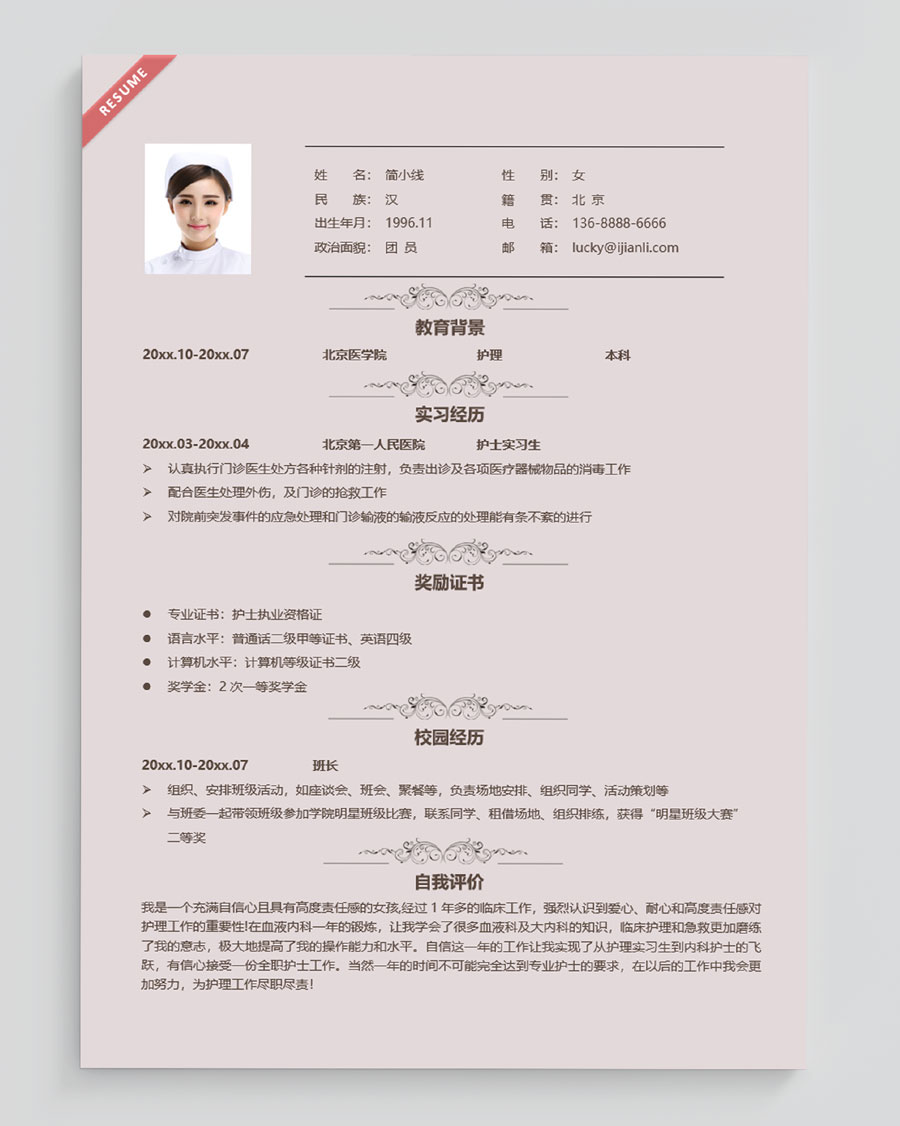 RESUME
姓 名： 简小线 性 别： 女
民 族： 汉 籍 贯： 北 京
出生年月： 1996.11 电 话： 136-8888-6666
政治面貌： 团 员 邮 箱： lucky@ijianli.com
教育背景
20xx.10-20xx.07 北京医学院 护理 本科
实习经历
20xx.03-20xx.04 北京第一人民医院 护士实习生
➢ 认真执行门诊医生处方各种针剂的注射，负责出诊及各项医疗器械物品的消毒工作
➢ 配合医生处理外伤，及门诊的抢救工作
➢ 对院前突发事件的应急处理和门诊输液的输液反应的处理能有条不紊的进行
奖励证书
● 专业证书：护士执业资格证
● 语言水平：普通话二级甲等证书、英语四级
● 计算机水平：计算机等级证书二级
● 奖学金：2 次一等奖学金
校园经历
20xx.10-20xx.07 班长
➢ 组织、安排班级活动，如座谈会、班会、聚餐等，负责场地安排、组织同学、活动策划等
➢ 与班委一起带领班级参加学院明星班级比赛，联系同学、租借场地、组织排练，获得“明星班级大赛”
二等奖
自我评价
我是一个充满自信心且具有高度责任感的女孩,经过 1 年多的临床工作，强烈认识到爱心、耐心和高度责任感对
护理工作的重要性!在血液内科一年的锻炼，让我学会了很多血液科及大内科的知识，临床护理和急救更加磨练
了我的意志，极大地提高了我的操作能力和水平。自信这一年的工作让我实现了从护理实习生到内科护士的飞
跃，有信心接受一份全职护士工作。当然一年的时间不可能完全达到专业护士的要求，在以后的工作中我会更
加努力，为护理工作尽职尽责！